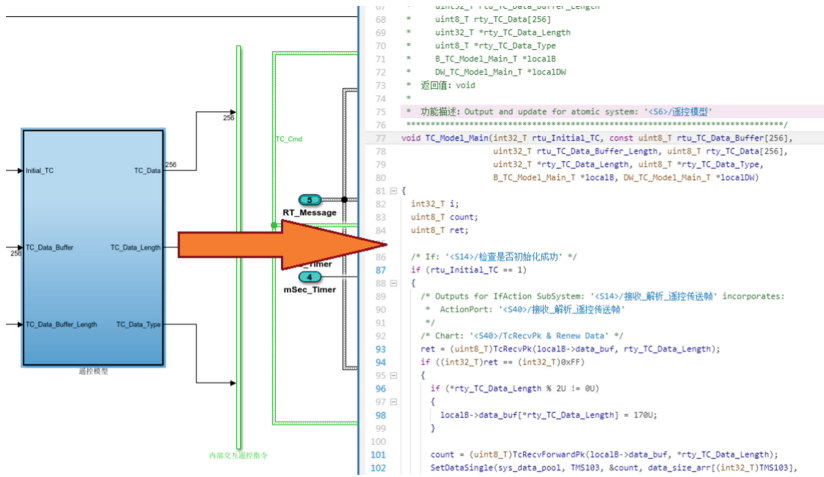 256
TC_Cmd
Initial_TC
TC_Data
256
5
RT_Message
TC_Data_Buffer
TC_Data_Length
256
Timer
4
mSec_Timer
TC_Data_Buffer_Length
TC_Data_Type
遥控模型
内部交互遥控指令
67 * uint32_T rtu_TC_Data_Buffer_Length
68 * uint8_T rty_TC_Data[256]
69 * uint32_T *rty_TC_Data_Length
70 * uint8_T *rty_TC_Data_Type
71 * B_TC_Model_Main_T *localB
72 * DW_TC_Model_Main_T *localDW
73 * 返回值：void
74 *
75 * 功能描述：Output and update for atomic system: '<S6>/遥控模型'
76 ******************************************************************************/
77 void TC_Model_Main(int32_T rtu_Initial_TC, const uint8_T rtu_TC_Data_Buffer[256],
78 uint32_T rtu_TC_Data_Buffer_Length, uint8_T rty_TC_Data[256],
79 uint32_T *rty_TC_Data_Length, uint8_T *rty_TC_Data_Type,
80 B_TC_Model_Main_T *localB, DW_TC_Model_Main_T *localDW)
81 {
82 int32_T i;
83 uint8_T count;
84 uint8_T ret;
86 /* If: '<S14>/检查是否初始化成功' */
87 if (rtu_Initial_TC == 1)
88 {
89 /* Outputs for IfAction SubSystem: '<S14>/接收_解析_遥控传送帧' incorporates:
90 * ActionPort: '<S40>/接收_解析_遥控传送帧'
91 */
92 /* Chart: '<S40>/TcRecvPk & Renew Data' */
93 ret = (uint8_T)TcRecvPk(localB->data_buf, rty_TC_Data_Length);
94 if ((int32_T)ret == (int32_T)0xFF)
95 {
96 if (*rty_TC_Data_Length % 2U != 0U)
97 {
98 localB->data_buf[*rty_TC_Data_Length] = 170U;
99 }
100
101 count = (uint8_T)TcRecvForwardPk(localB->data_buf, *rty_TC_Data_Length);
102 SetDataSingle(sys_data_pool, TMS103, &count, data_size_arr[(int32_T)TMS103],